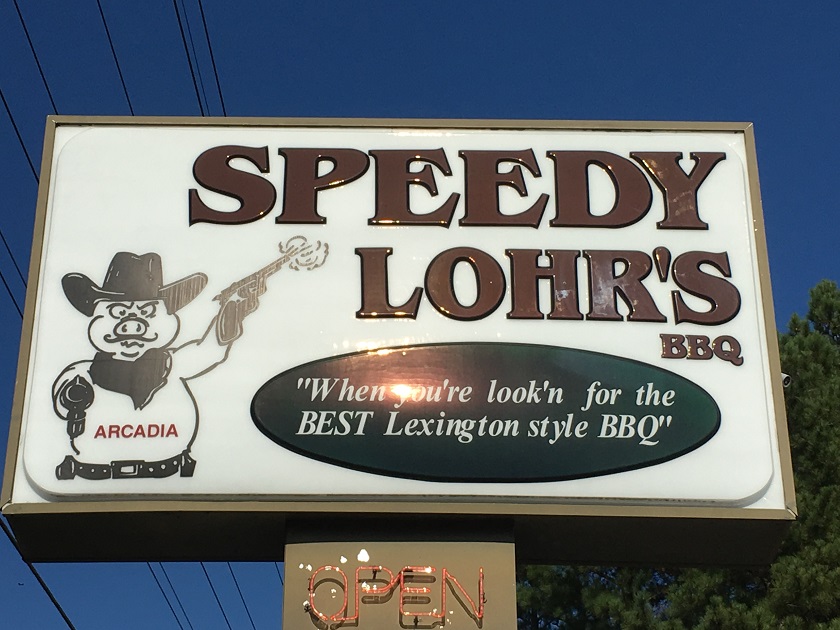 SPEEDY
LOHR'S
BBQ
"When you're look'n for the
BEST Lexington style BBQ"
ARCADIA
OPEN